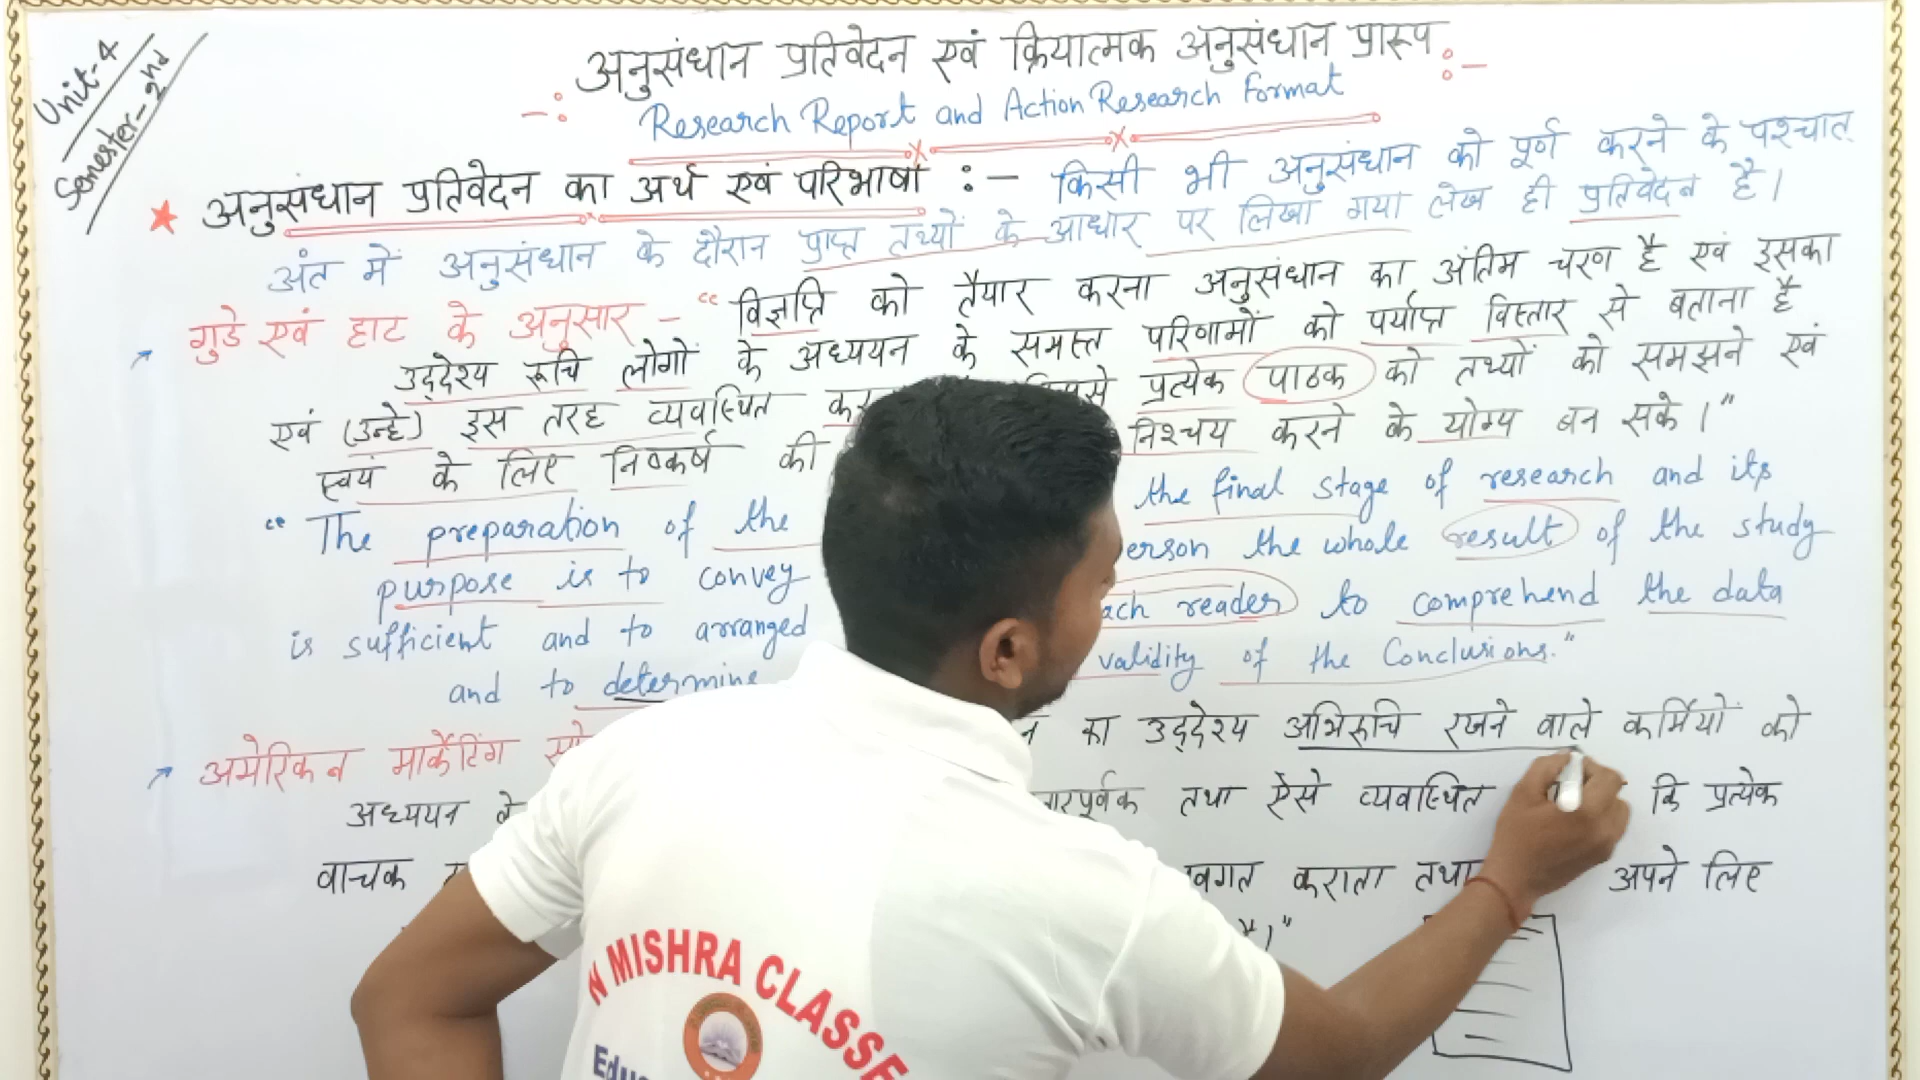 Unit-4
Semester-2nd
अनुसंधान प्रतिवेदन एवं क्रियात्मक अनुसंधान प्रारूप
Research Report and Action Research Format
अनुसंधान प्रतिवेदन का अर्थ एवं परिभाषा :- किसी भी अनुसंधान को पूर्ण करने के पश्चात्
अंत में अनुसंधान के दौरान प्राप्त तथ्यों के आधार पर लिखा गया लेख ही प्रतिवेदन है।
गुडे एवं हाट के अनुसार - "विज्ञप्ति को तैयार करना अनुसंधान का अंतिम चरण है एवं इसका
उद्देश्य रूचि लोगों के अध्ययन के समस्त परिणामों को पर्याप्त विस्तार से बताना है
एवं (उन्हे) इस तरह व्यवस्थित प्रत्येक पाठक को तथ्यों को समझने एवं
स्वयं के लिए निष्कर्ष की निश्चय करने के योग्य बन सके।"
" The preparation of the the final stage of research and its
purpose is to convey erson the whole result of the study
is sufficient and to arranged ach reader to comprehend the data
and to determine validity of the Conclusions."
अमेरिकन मार्केटिंग का उद्देश्य अभिरूचि रखने वाले कर्मियों को
अध्ययन तथा ऐसे व्यवस्थित कि प्रत्येक
वाचक कराता तथा अपने लिए
है।"
N MISHRA CLASSE
Edu